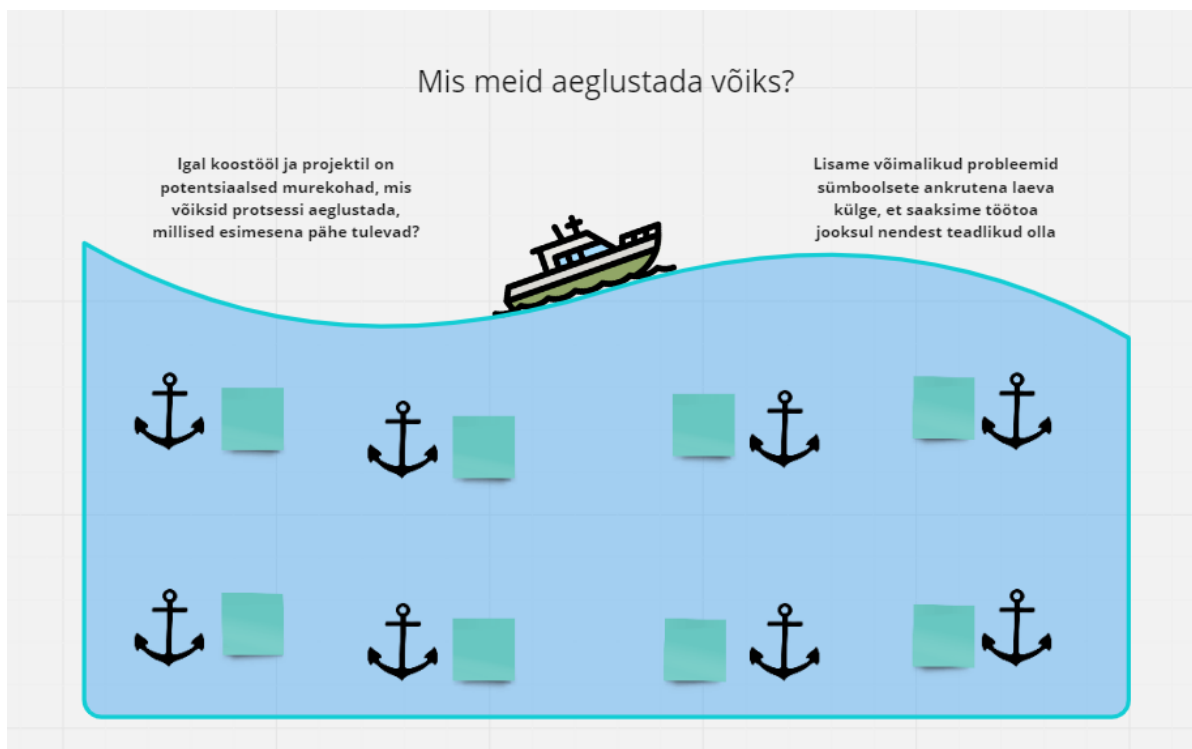 Mis meid aeglustada võiks?
Igal koostööl ja projektil on
potentsiaalsed murekohad, mis
võiksid protsessi aeglustada,
millised esimesena pähe tulevad?
Lisame võimalikud probleemid
sümboolsete ankrutena laeva
külge, et saaksime töötoa
jooksul nendest teadlikud olla